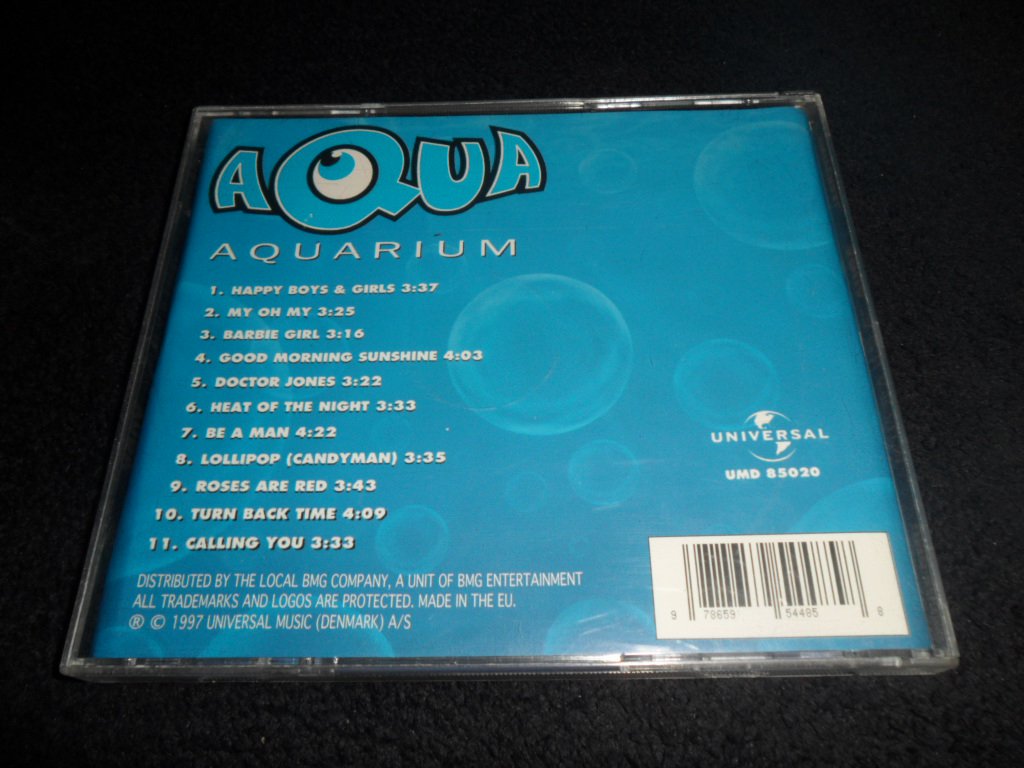 AQUA
AQUARIUM
1. HAPPY BOYS & GIRLS 3:37
2. MY OH MY 3:25
3. BARBIE GIRL 3:16
4. GOOD MORNING SUNSHINE 4:03
5. DOCTOR JONES 3:22
6. HEAT OF THE NIGHT 3:33
7. BE A MAN 4:22
8. LOLLIPOP (CANDYMAN) 3:35
9. ROSES ARE RED 3:43
10. TURN BACK TIME 4:09
11. CALLING YOU 3:33
UNIVERSAL
UMD 85020
DISTRIBUTED BY THE LOCAL BMG COMPANY, A UNIT OF BMG ENTERTAINMENT
ALL TRADEMARKS AND LOGOS ARE PROTECTED. MADE IN THE EU.
® © 1997 UNIVERSAL MUSIC (DENMARK) A/S
9 78659 54485 8